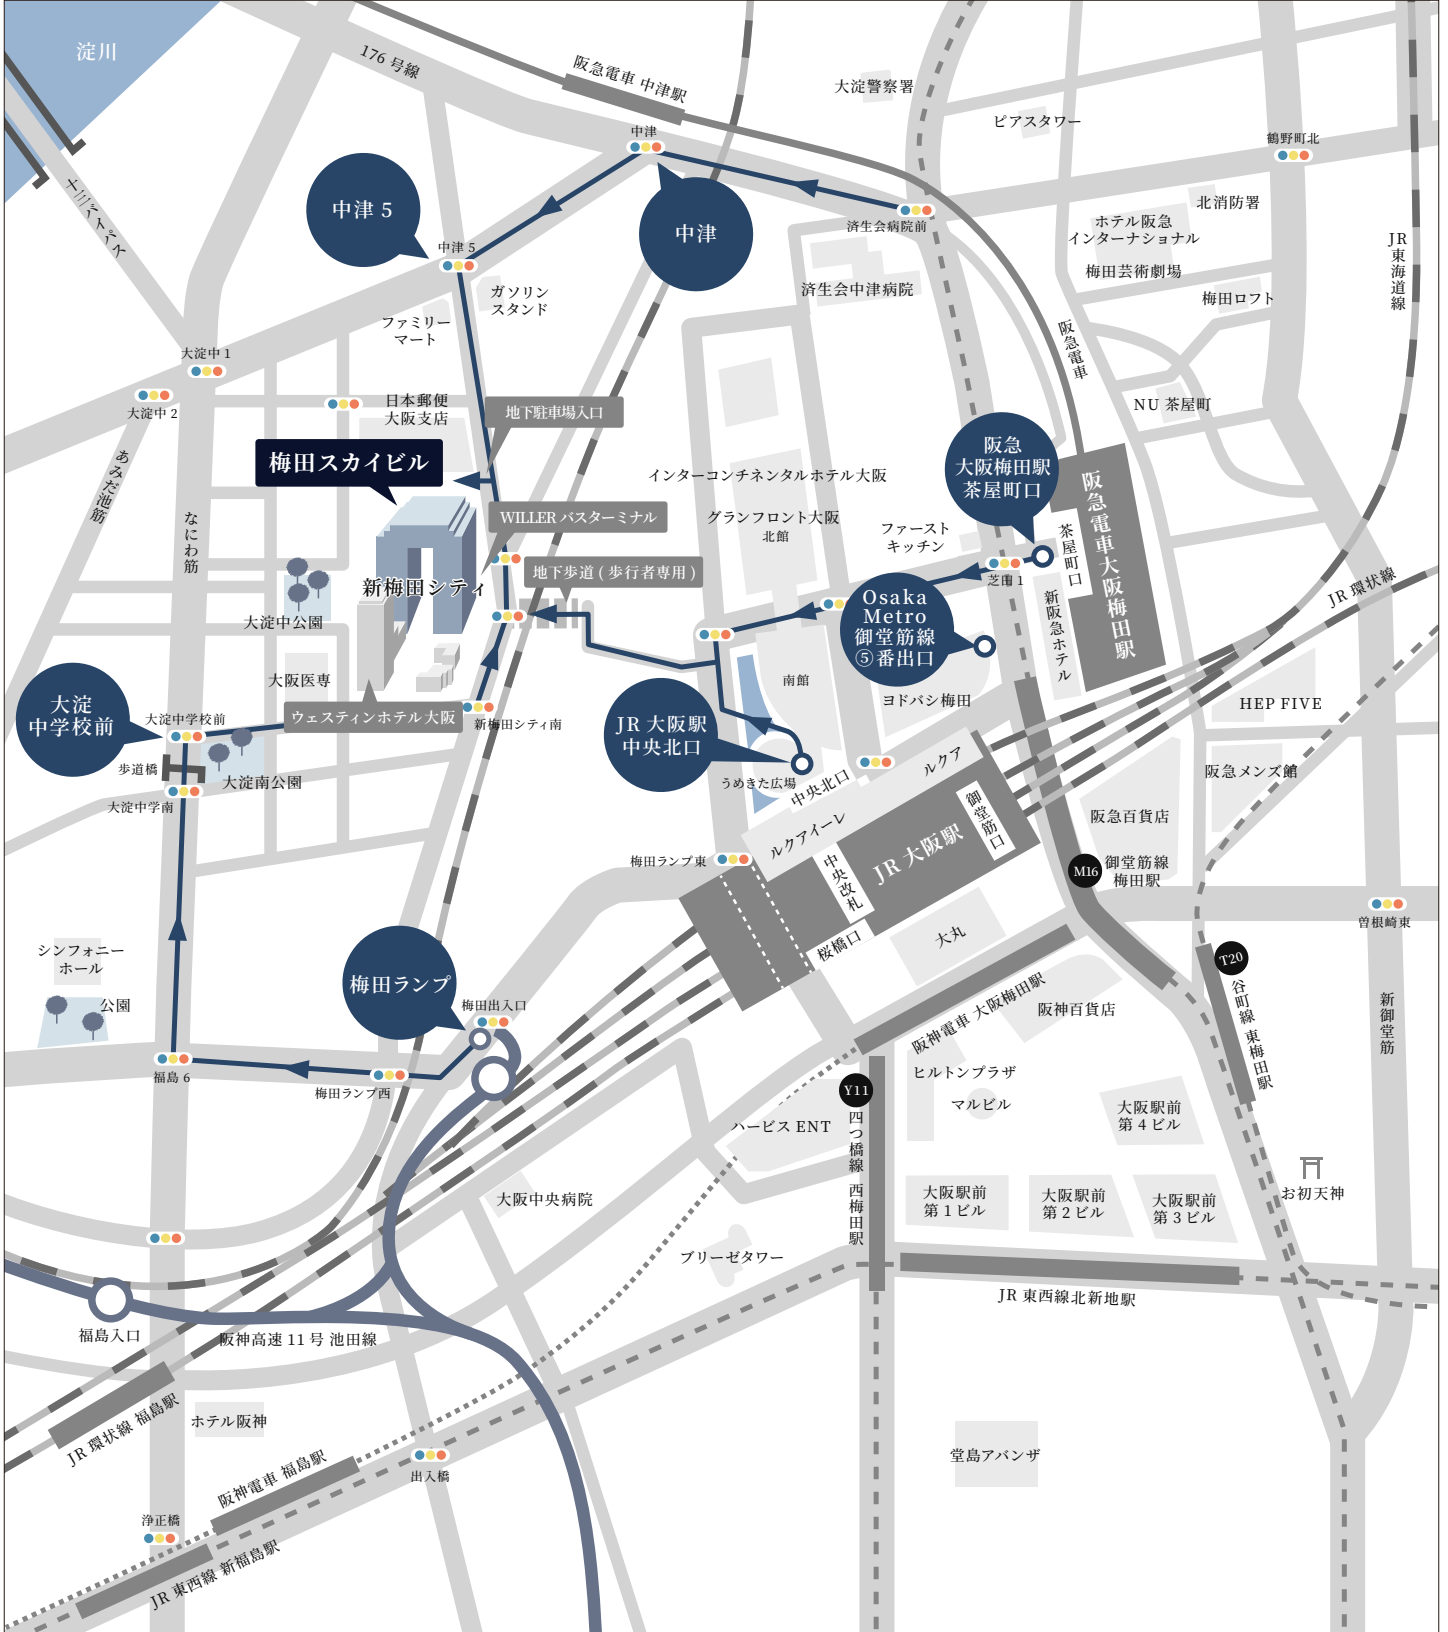 淀川
176 号線
阪急電車 中津駅
中津
大淀警察署
ピアスタワー
鶴野町北
十三バイパス
中津 5
中津
中津 5
済生会病院前
北消防署
ホテル阪急
インターナショナル
梅田芸術劇場
JR東海道線
ガソリン
スタンド
済生会中津病院
梅田ロフト
ファミリー
マート
阪急電車
大淀中 1
大淀中 2
日本郵便
大阪支店
地下駐車場入口
NU 茶屋町
阪急
大阪梅田駅
茶屋町口
梅田スカイビル
あみだ池筋
インターコンチネンタルホテル大阪
阪急電車大阪梅田駅
なにわ筋
WILLER バスターミナル
グランフロント大阪
北館
ファースト
キッチン
茶屋町口
地下歩道 ( 歩行者専用 )
芝田 1
新梅田シティ
JR 環状線
Osaka
Metro
御堂筋線
⑤番出口
新阪急ホテル
大淀中公園
大阪医専
南館
ヨドバシ梅田
HEP FIVE
大淀
中学校前
大淀中学校前
ウェスティンホテル大阪
新梅田シティ南
JR 大阪駅
中央北口
歩道橋
大淀南公園
うめきた広場
中央北口
ルクア
阪急メンズ館
大淀中学南
ルクアイーレ
御堂筋口
阪急百貨店
JR 大阪駅
梅田ランプ東
中央改札
M16
御堂筋線
梅田駅
曽根崎東
桜橋口
大丸
シンフォニー
ホール
T20
公園
梅田ランプ
梅田出入口
阪神電車 大阪梅田駅
阪神百貨店
谷町線 東梅田駅
新御堂筋
福島 6
梅田ランプ西
Y11
ヒルトンプラザ
マルビル
大阪駅前
第 4 ビル
ハービス ENT
四つ橋線 西梅田駅
大阪中央病院
大阪駅前
第 1 ビル
大阪駅前
第 2 ビル
大阪駅前
第 3 ビル
お初天神
ブリーゼタワー
JR 東西線北新地駅
福島入口
阪神高速 11 号 池田線
JR 環状線 福島駅
ホテル阪神
堂島アバンザ
阪神電車 福島駅
出入橋
浄正橋
JR 東西線 新福島駅